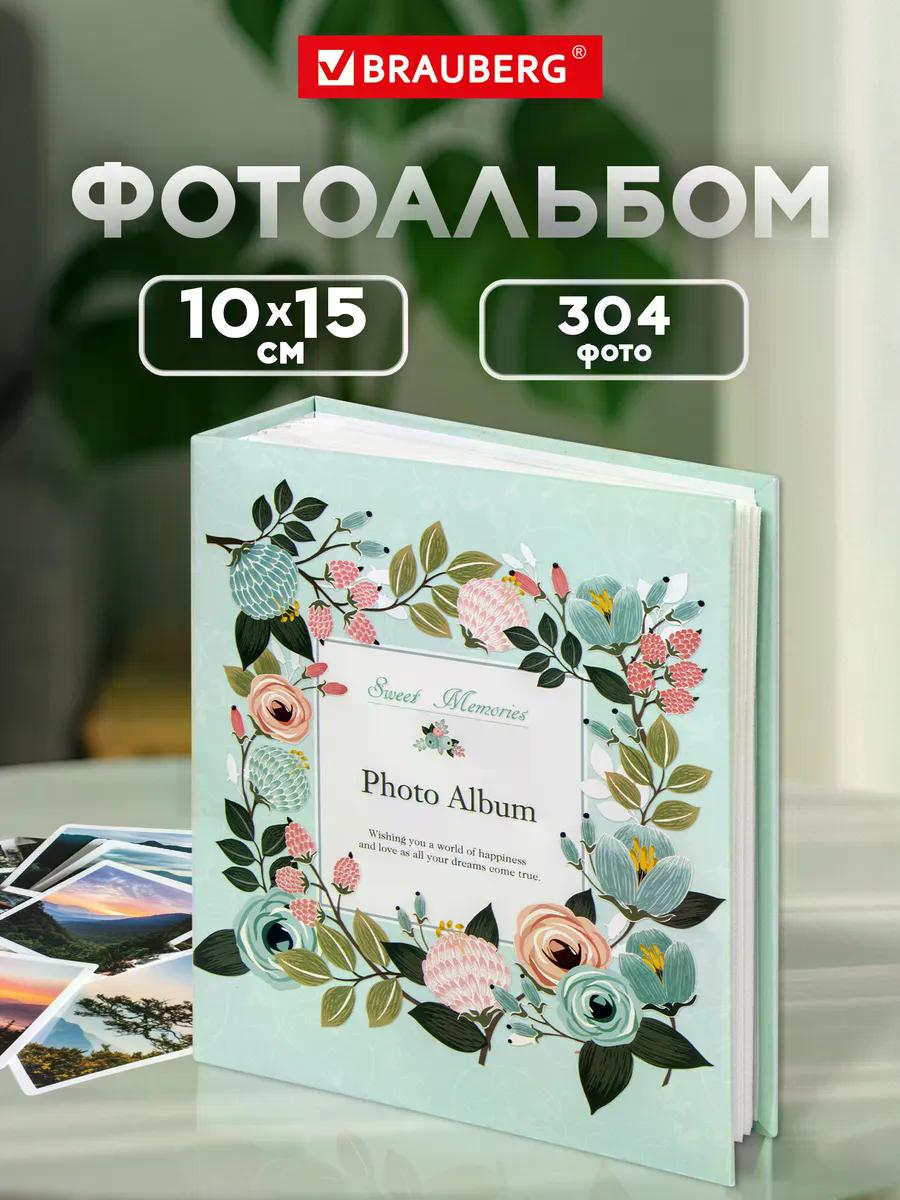 BRAUBERG®
ФОТОАЛЬБОМ
10х15
см
304
фото
Sweet Memories
Photo Album
Wishing you a world of happiness
and love as all your dreams come true.